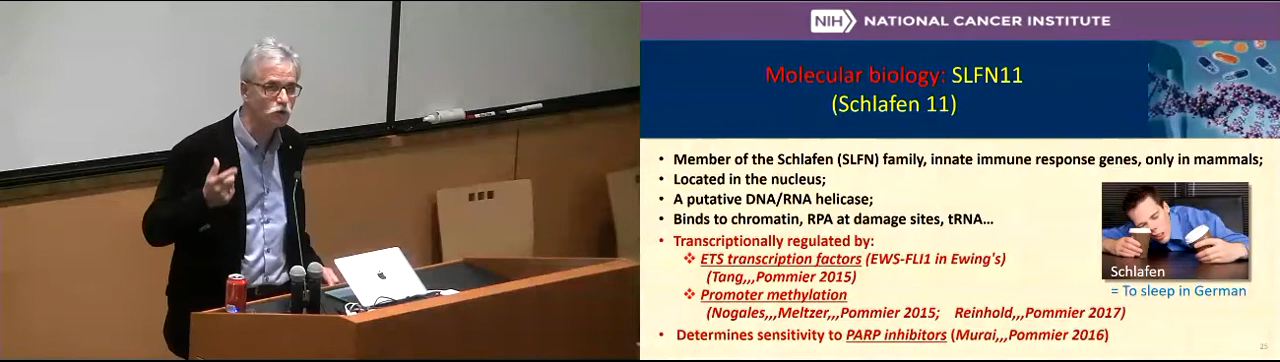 NIH NATIONAL CANCER INSTITUTE
Molecular biology: SLFN11
(Schlafen 11)
• Member of the Schlafen (SLFN) family, innate immune response genes, only in mammals;
• Located in the nucleus;
• A putative DNA/RNA helicase;
• Binds to chromatin, RPA at damage sites, tRNA…
• Transcriptionally regulated by:
❖ ETS transcription factors (EWS-FLI1 in Ewing's)
(Tang,,,Pommier 2015)
❖ Promoter methylation
(Nogales,,,Meltzer,,,Pommier 2015; Reinhold,,,Pommier 2017)
• Determines sensitivity to PARP inhibitors (Murai,,,Pommier 2016)
Schlafen
= To sleep in German
25